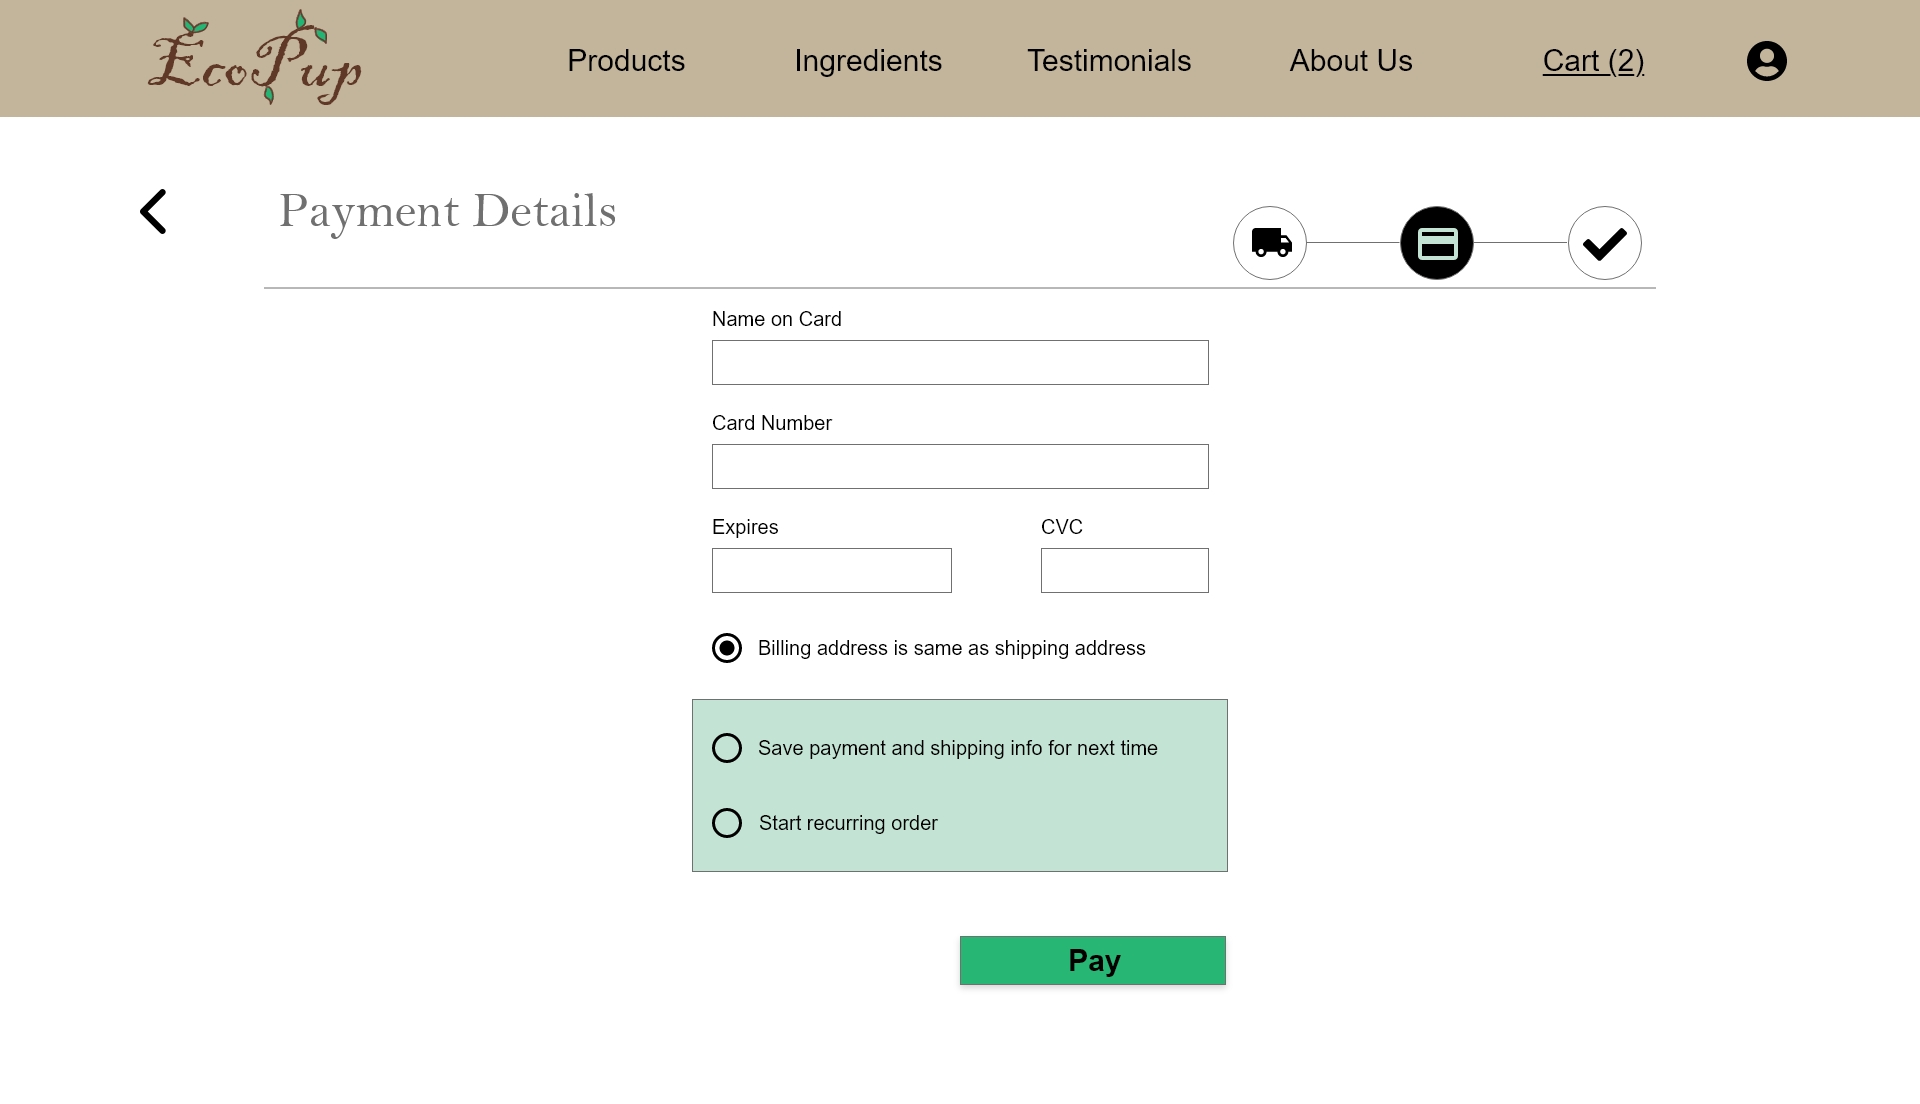 EcoPup
Products Ingredients Testimonials About Us Cart (2)
Payment Details
Name on Card
Card Number
Expires CVC
Billing address is same as shipping address
Save payment and shipping info for next time
Start recurring order
Pay